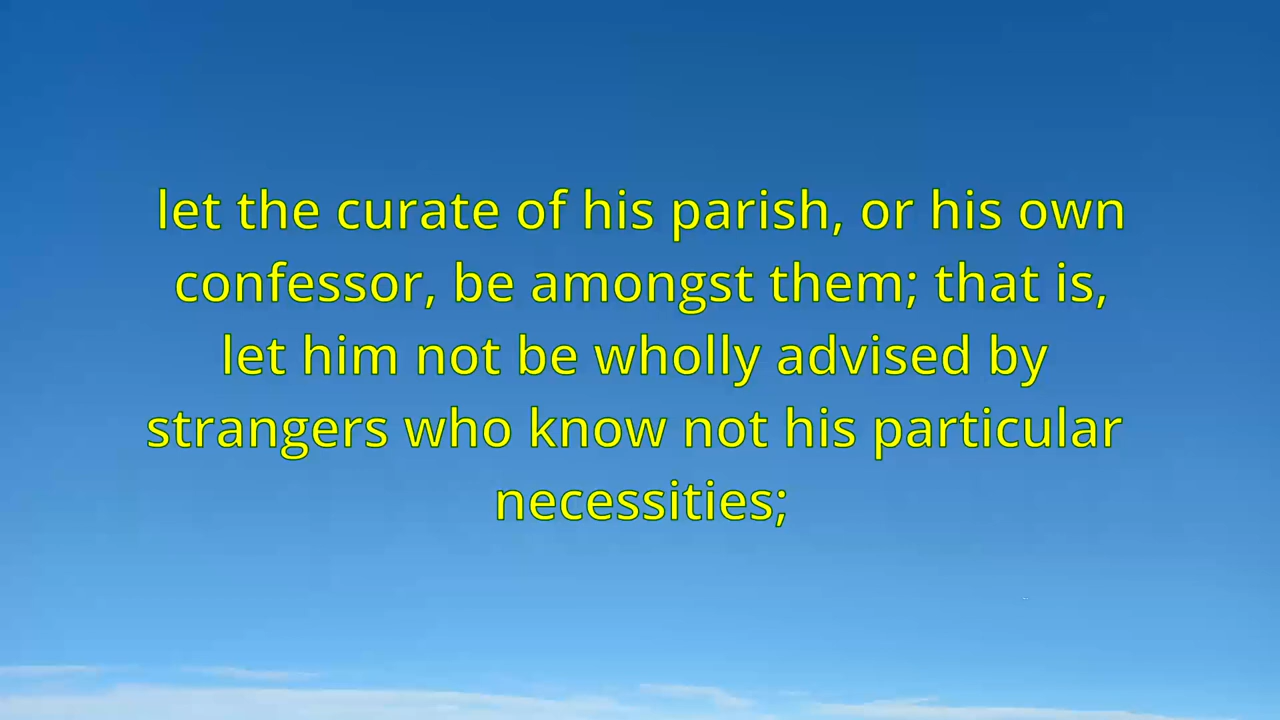 let the curate of his parish, or his own
confessor, be amongst them; that is,
let him not be wholly advised by
strangers who know not his particular
necessities;